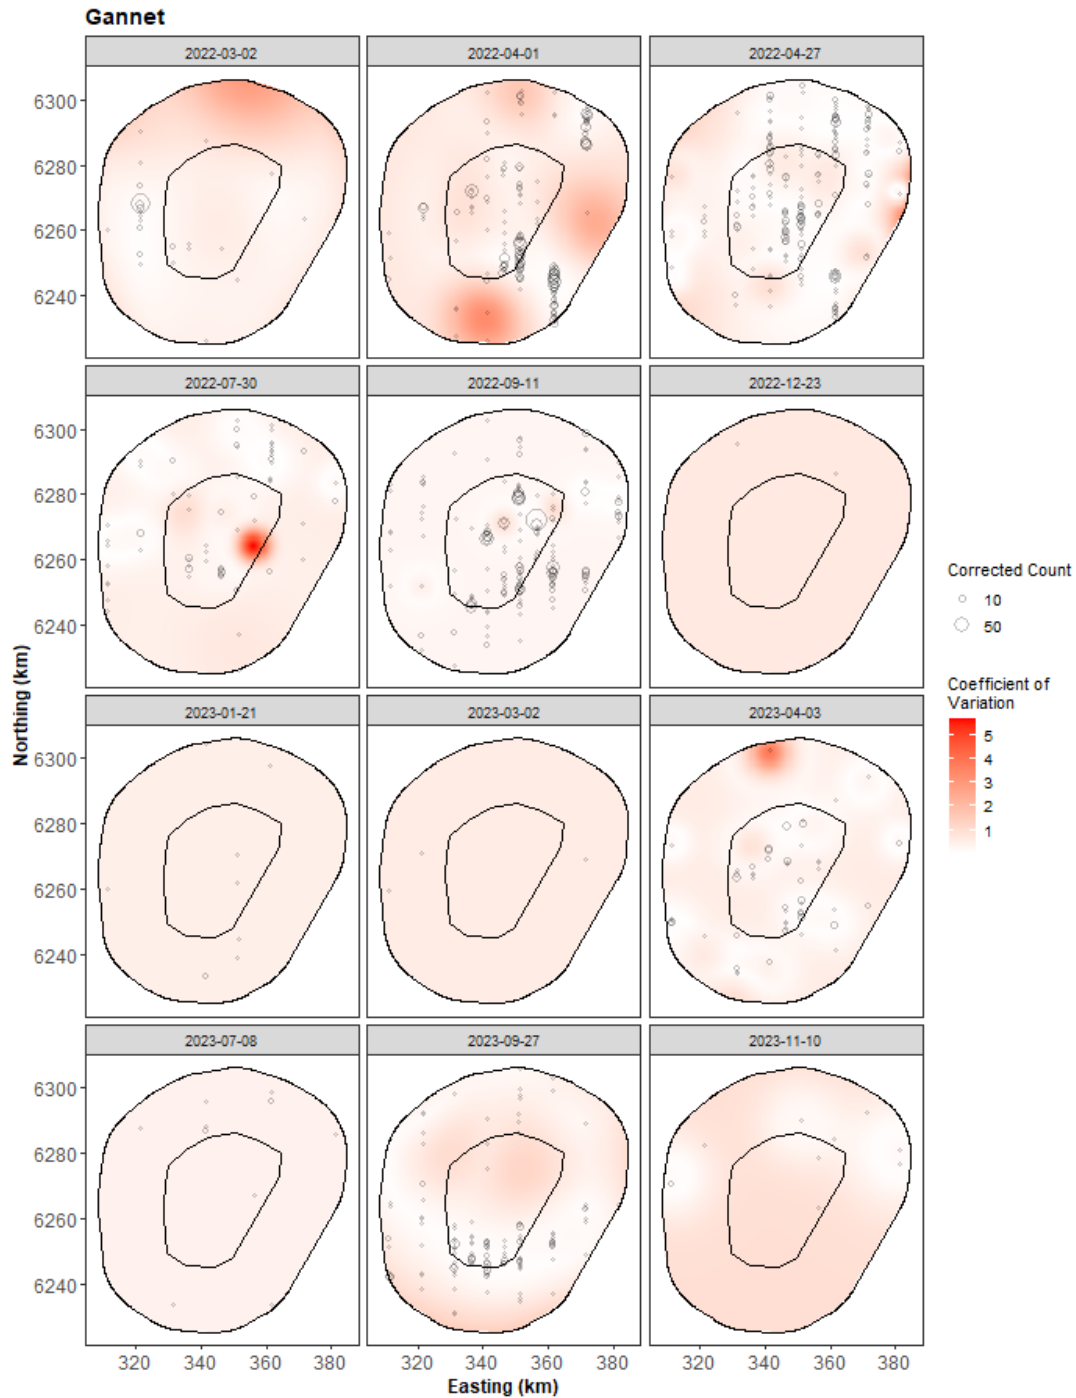 Gannet
2022-03-02 2022-04-01 2022-04-27
6300
6280
6260
6240
2022-07-30 2022-09-11 2022-12-23
6300
6280
6260
6240
Corrected Count
10
50
Coefficient of
Variation
5
4
3
2
1
Northing (km)
2023-01-21 2023-03-02 2023-04-03
6300
6280
6260
6240
2023-07-08 2023-09-27 2023-11-10
6300
6280
6260
6240
320 340 360 380 320 340 360 380 320 340 360 380
Easting (km)